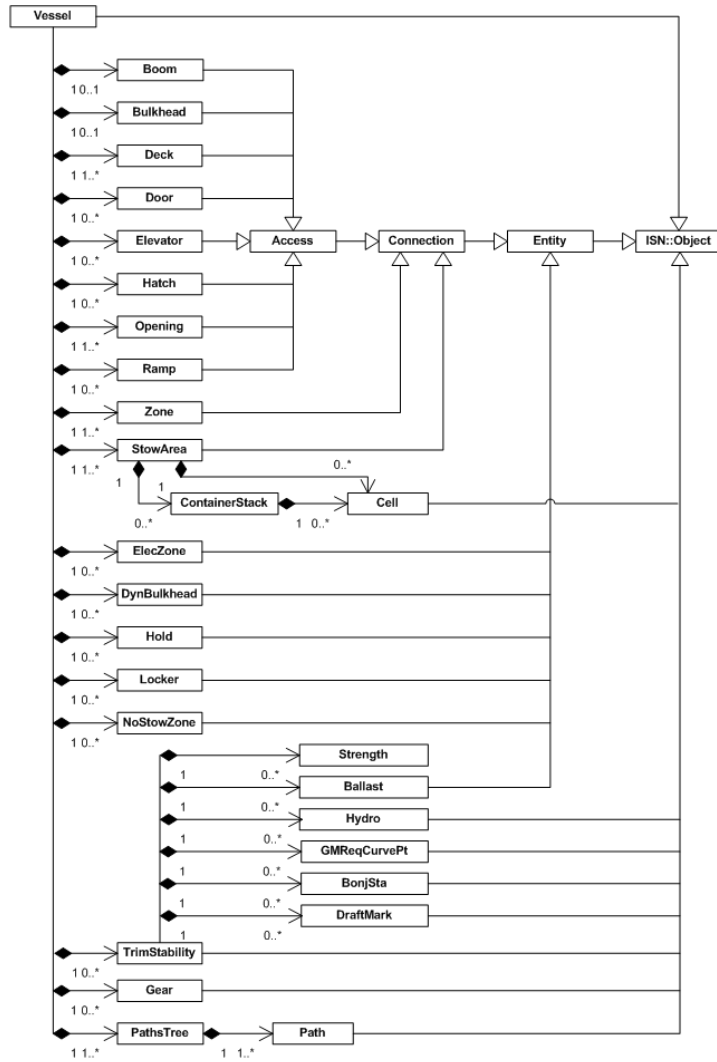 Vessel
Boom
1 0..1
Bulkhead
1 0..1
Deck
1 1..*
Door
1 0..*
Elevator Access Connection Entity ISN::Object
1 0..*
Hatch
1 0..*
Opening
1 1..*
Ramp
1 0..*
Zone
1 1..*
StowArea
1 1..*
0..*
1 1
ContainerStack Cell
0..* 1 0..*
ElecZone
1 0..*
DynBulkhead
1 0..*
Hold
1 0..*
Locker
1 0..*
NoStowZone
1 0..*
Strength
1 0..*
Ballast
1 0..*
Hydro
1 0..*
GMReqCurvePt
1 0..*
BonjSta
1 0..*
DraftMark
1 0..*
TrimStability
1 0..*
Gear
1 0..*
PathsTree Path
1 1..* 1 1..*